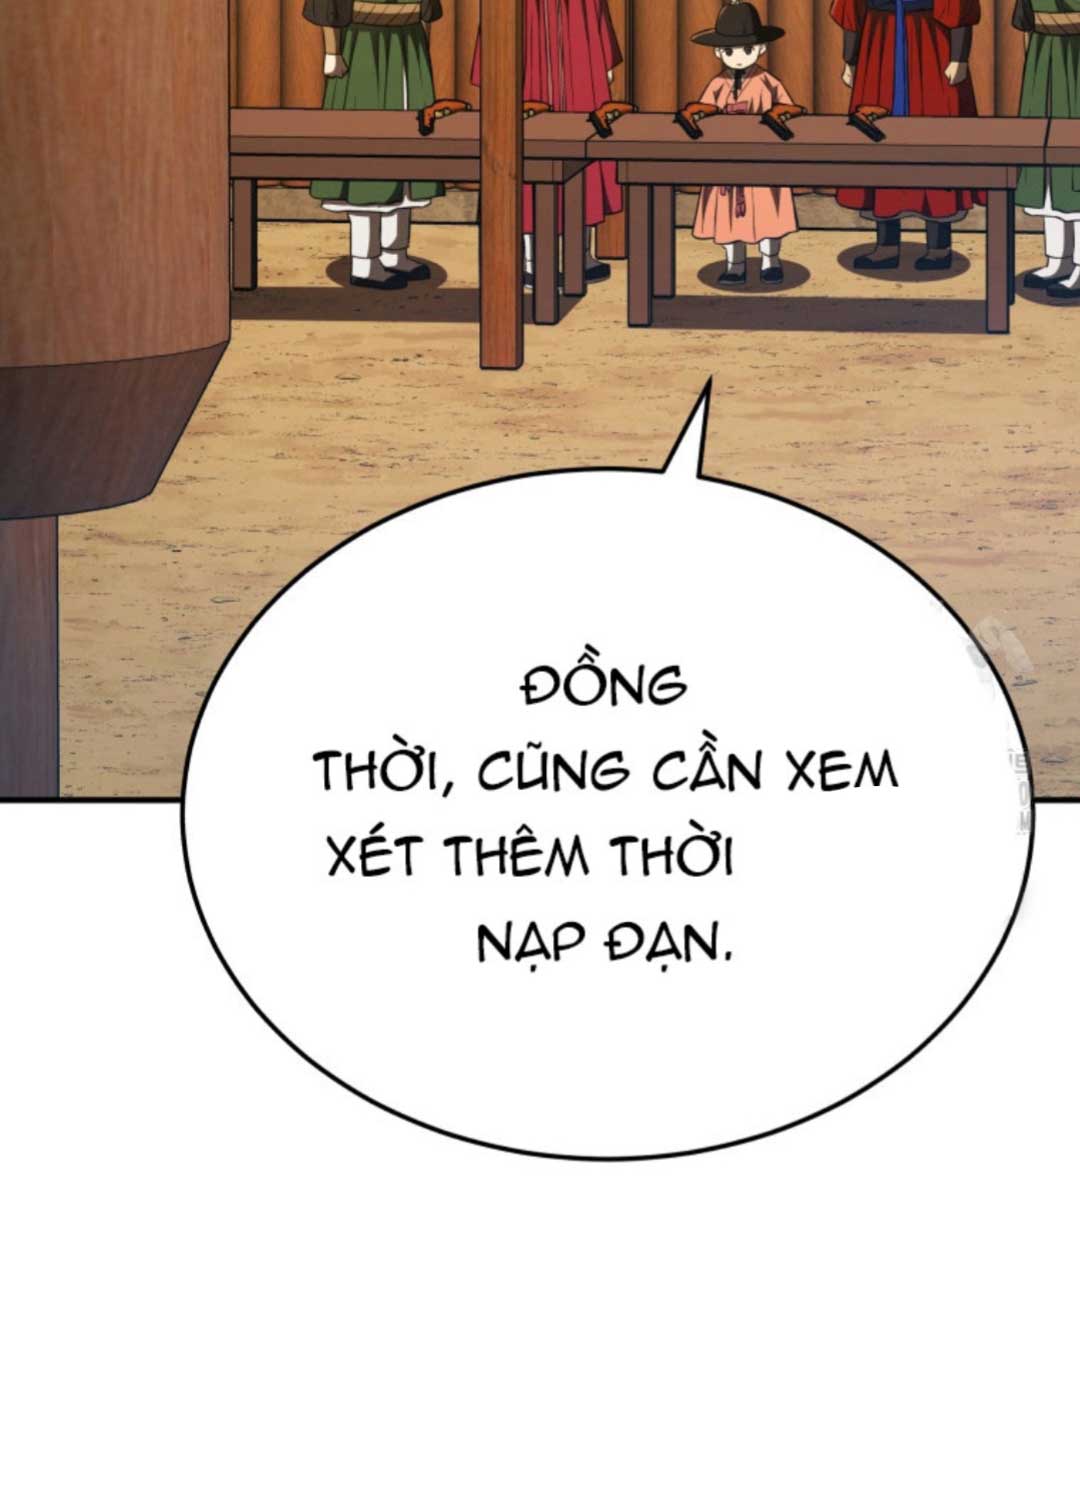 ĐỒNG
THỜI, CŨNG CẦN XEM
XÉT THÊM THỜI
NẠP ĐẠN.